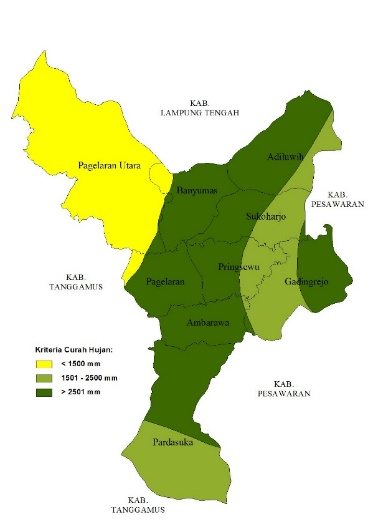 KAB.
LAMPUNG TENGAH
Adiluwih
Pagelaran Utara
Banyumas
KAB.
PESAWARAN
Sukoharjo
KAB.
TANGGAMUS
Pringsewu
Pagelaran
Gadingrejo
Ambarawa
Kriteria Curah Hujan:
< 1500 mm
1501 - 2500 mm
> 2501 mm
KAB.
PESAWARAN
Pardasuka
KAB.
TANGGAMUS